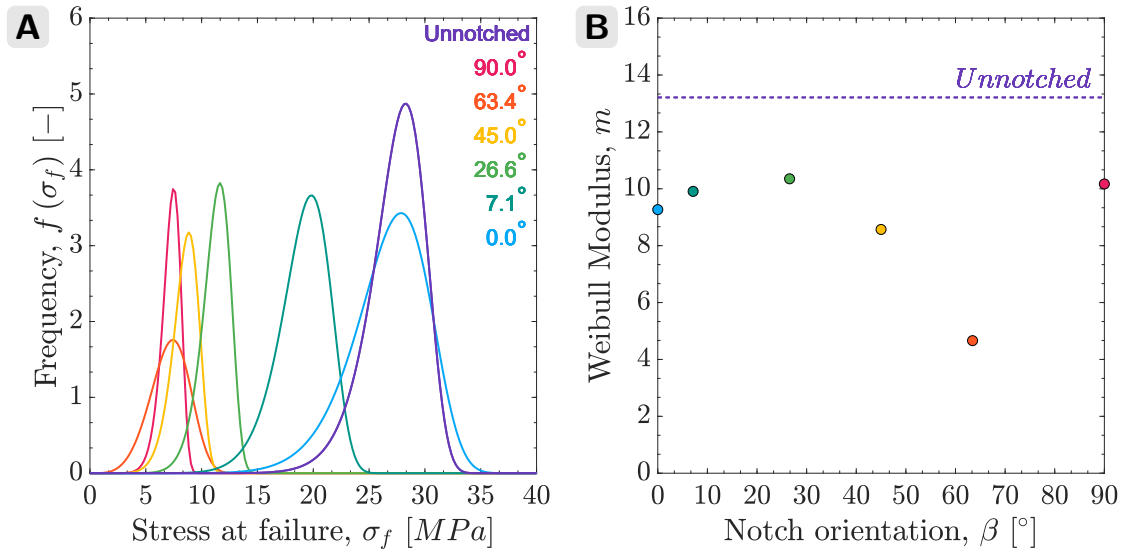 A
6
5
4
3
2
1
0
Frequency, f (σf) [−]
Unnotched
90.0°
63.4°
45.0°
26.6°
7.1°
0.0°
0 5 10 15 20 25 30 35 40
Stress at failure, σf [MPa]
B
16
14
12
10
8
6
4
2
0
Weibull Modulus, m
Unnotched
0 10 20 30 40 50 60 70 80 90
Notch orientation, β [°]